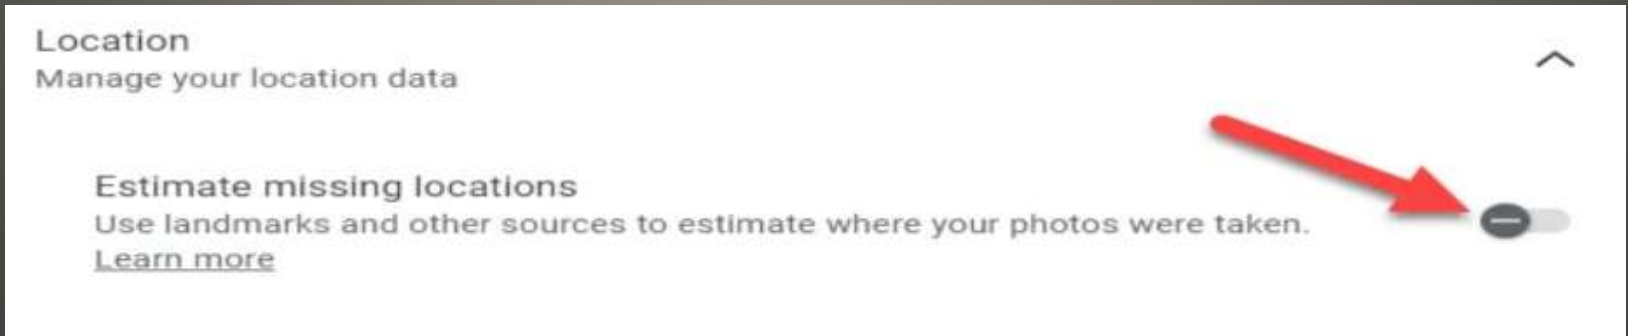 Location
Manage your location data
Estimate missing locations
Use landmarks and other sources to estimate where your photos were taken.
Learn more